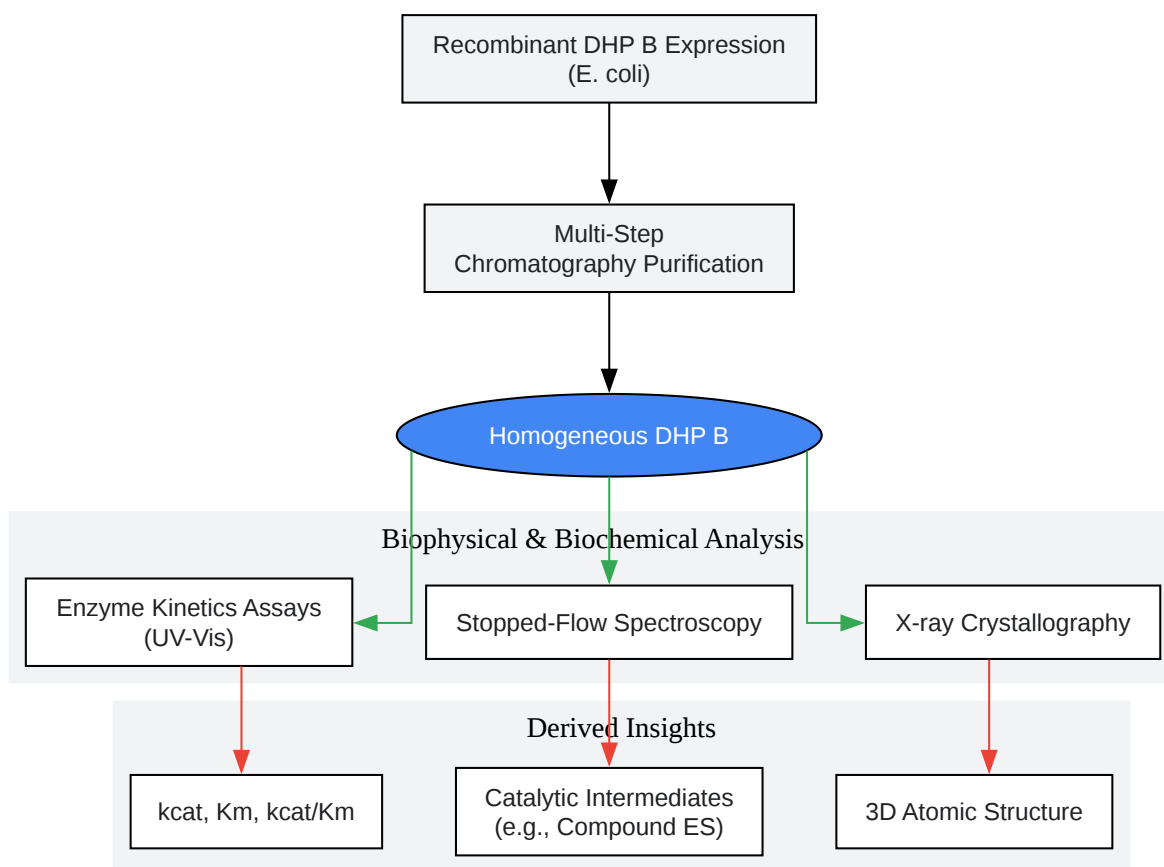 Recombinant DHP B Expression
(E. coli)
Multi-Step
Chromatography Purification
Homogeneous DHP B
Biophysical & Biochemical Analysis
Enzyme Kinetics Assays
(UV-Vis)
Stopped-Flow Spectroscopy
X-ray Crystallography
Derived Insights
kcat, Km, kcat/Km
Catalytic Intermediates
(e.g., Compound ES)
3D Atomic Structure